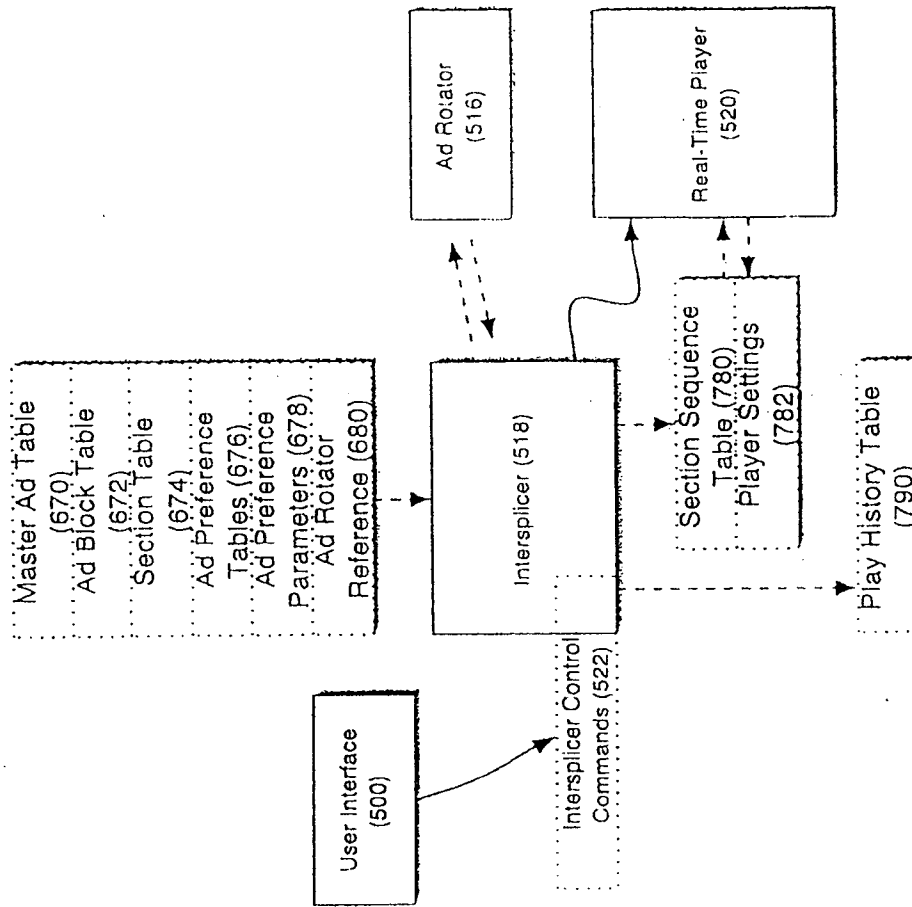 Master Ad Table
(670)
Ad Block Table
(672)
Section Table
(674)
Ad Preference
Tables (676)
Ad Preference
Parameters (678)
Ad Rotator
Reference (680)
Ad Rotator
(516)
User Interface
(500)
Intersplicer (518)
Intersplicer Control
Commands (522)
Real-Time Player
(520)
Section Sequence
Table (780)
Player Settings
(782)
Play History Table
(790)